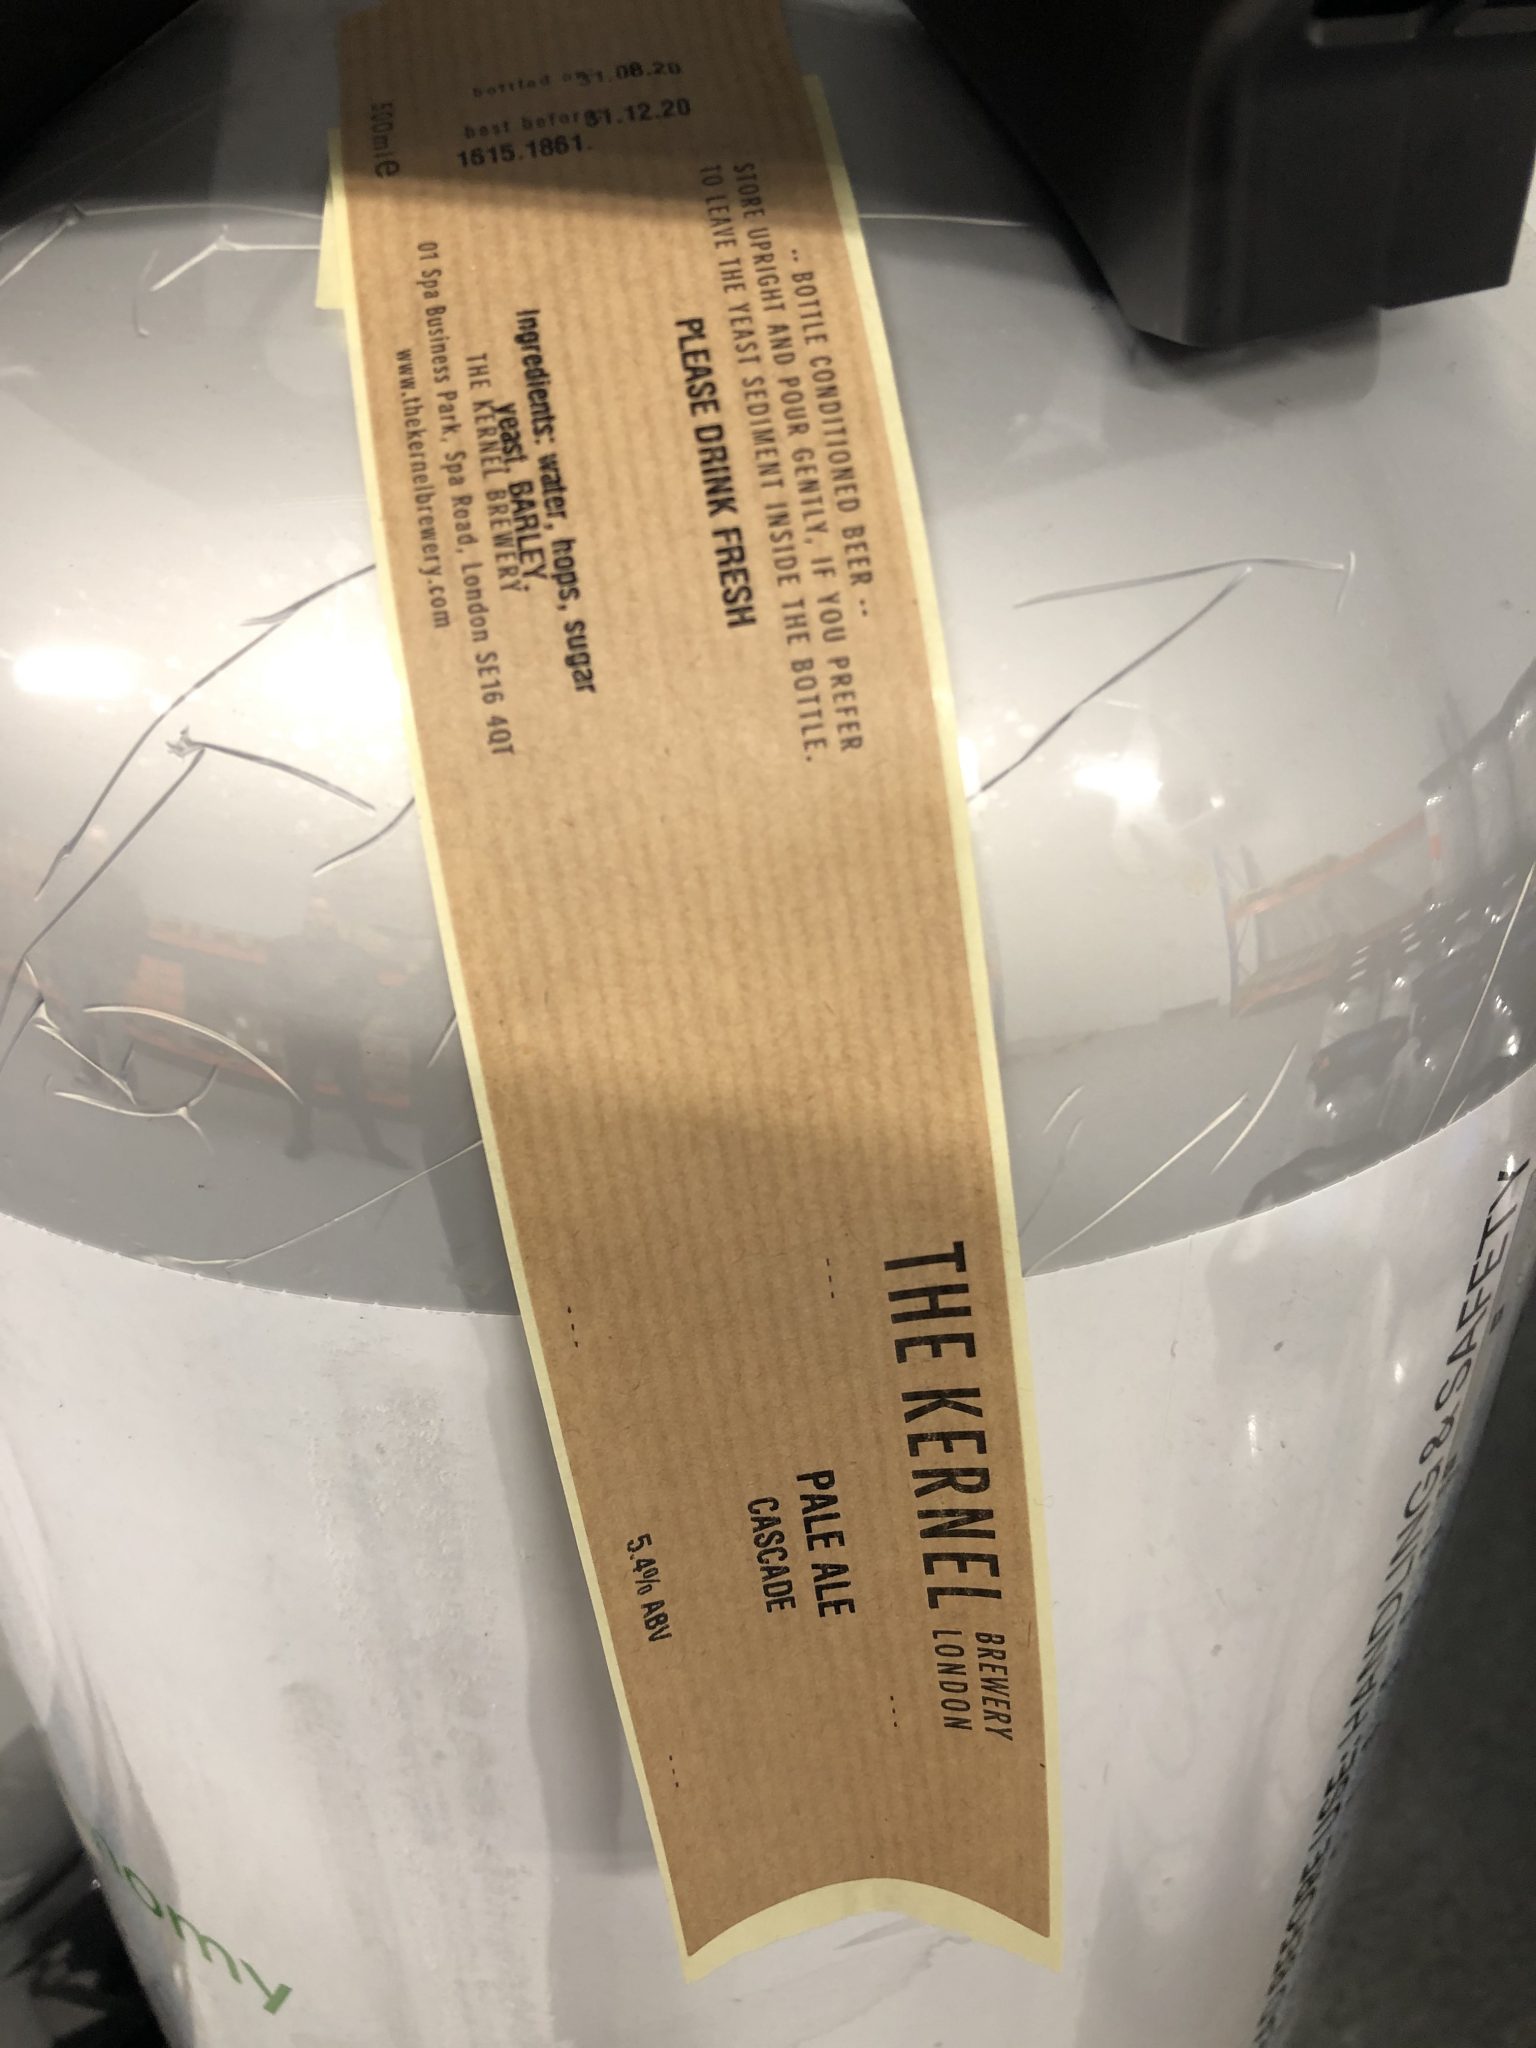 THE KERNEL BREWERY LONDON
PALE ALE
CASCADE
5.4% ABV
-- BOTTLE CONDITIONED BEER --
STORE UPRIGHT AND POUR GENTLY, IF YOU PREFER
TO LEAVE THE YEAST SEDIMENT INSIDE THE BOTTLE.
PLEASE DRINK FRESH
Ingredients: water, hops, sugar
yeast, BARLEY.
THE KERNEL BREWERY
01 Spa Business Park, Spa Road, London SE16 4QT
www.thekernelbrewery.com
500ml e
bottled on 31.08.20
best before 31.12.20
1615.1861.
HANDLING & SAFETY